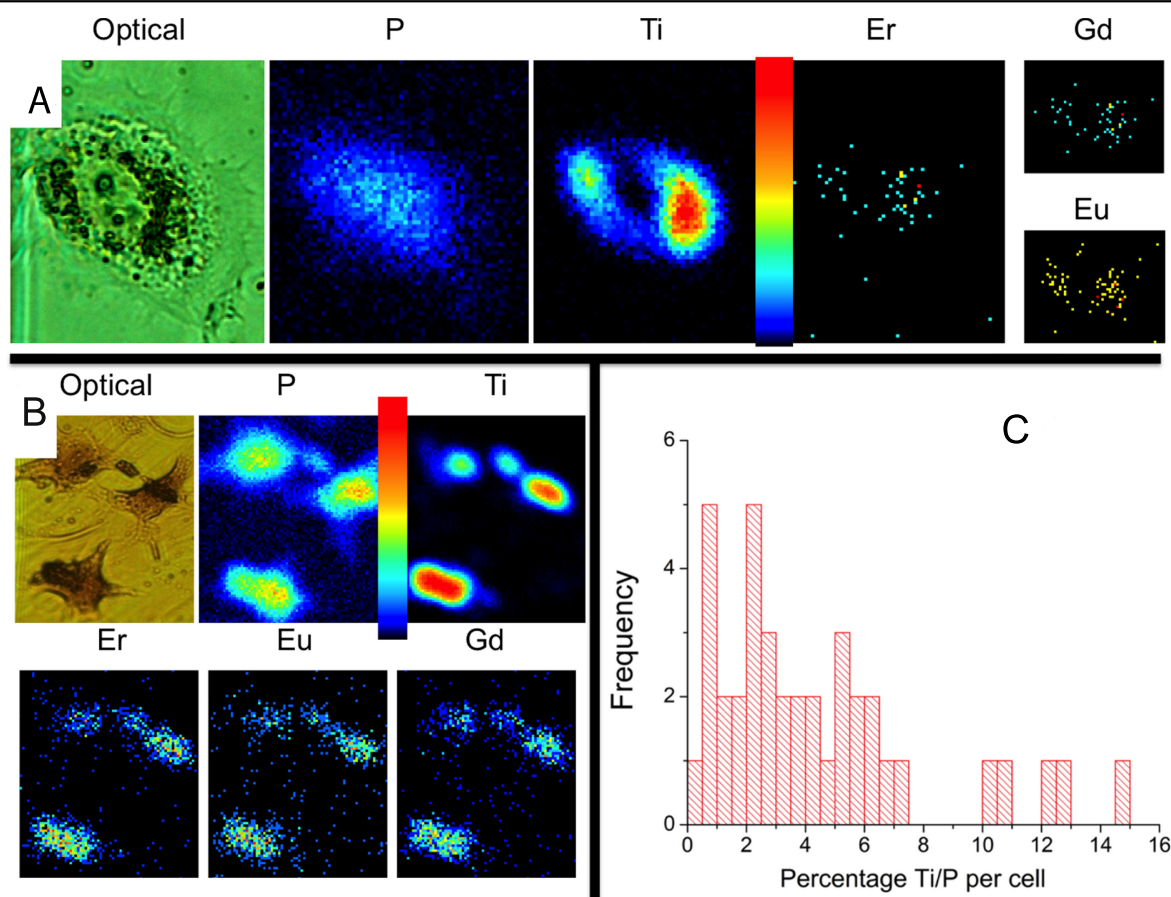 Optical P Ti Er Gd
A
Eu
Optical P Ti
B
Er Eu Gd
C
6
4
2
0
Frequency
0 2 4 6 8 10 12 14 16
Percentage Ti/P per cell